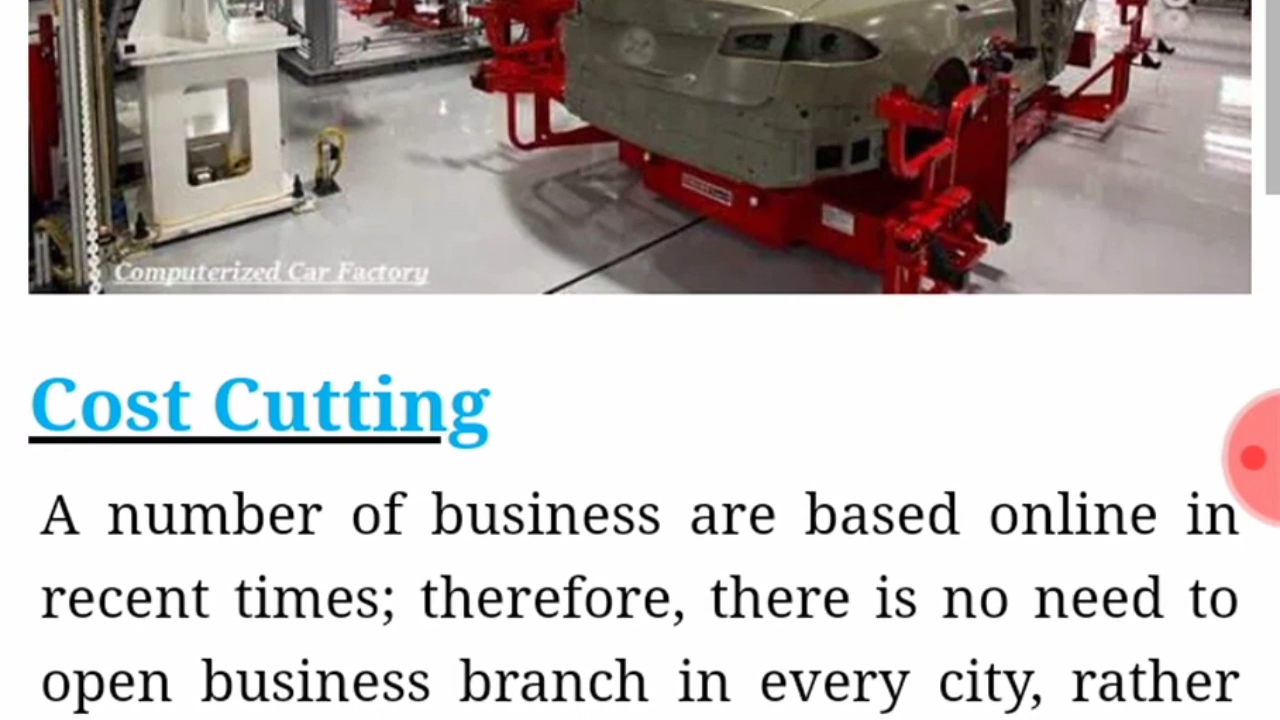 Computerized Car Factory
Cost Cutting
A number of business are based online in
recent times; therefore, there is no need to
open business branch in every city, rather